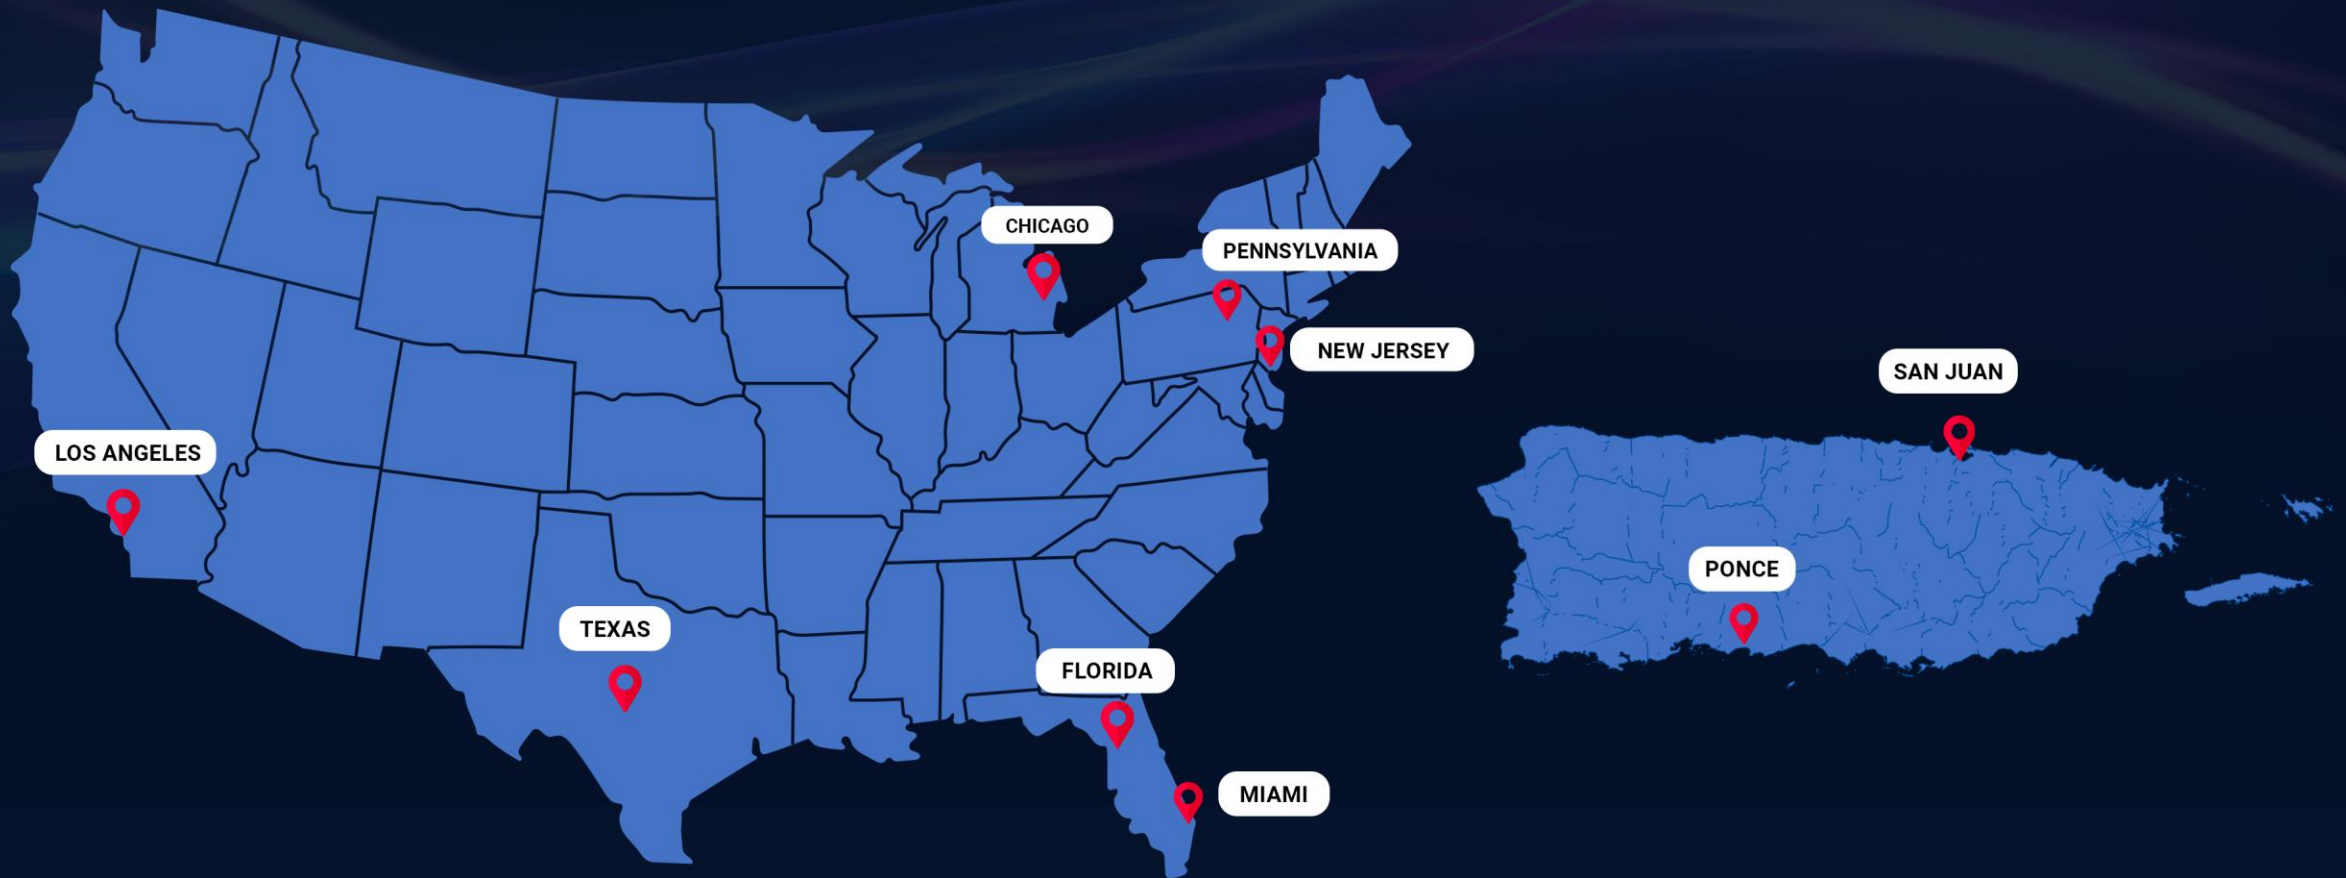 CHICAGO
PENNSYLVANIA
NEW JERSEY
SAN JUAN
LOS ANGELES
PONCE
TEXAS
FLORIDA
MIAMI